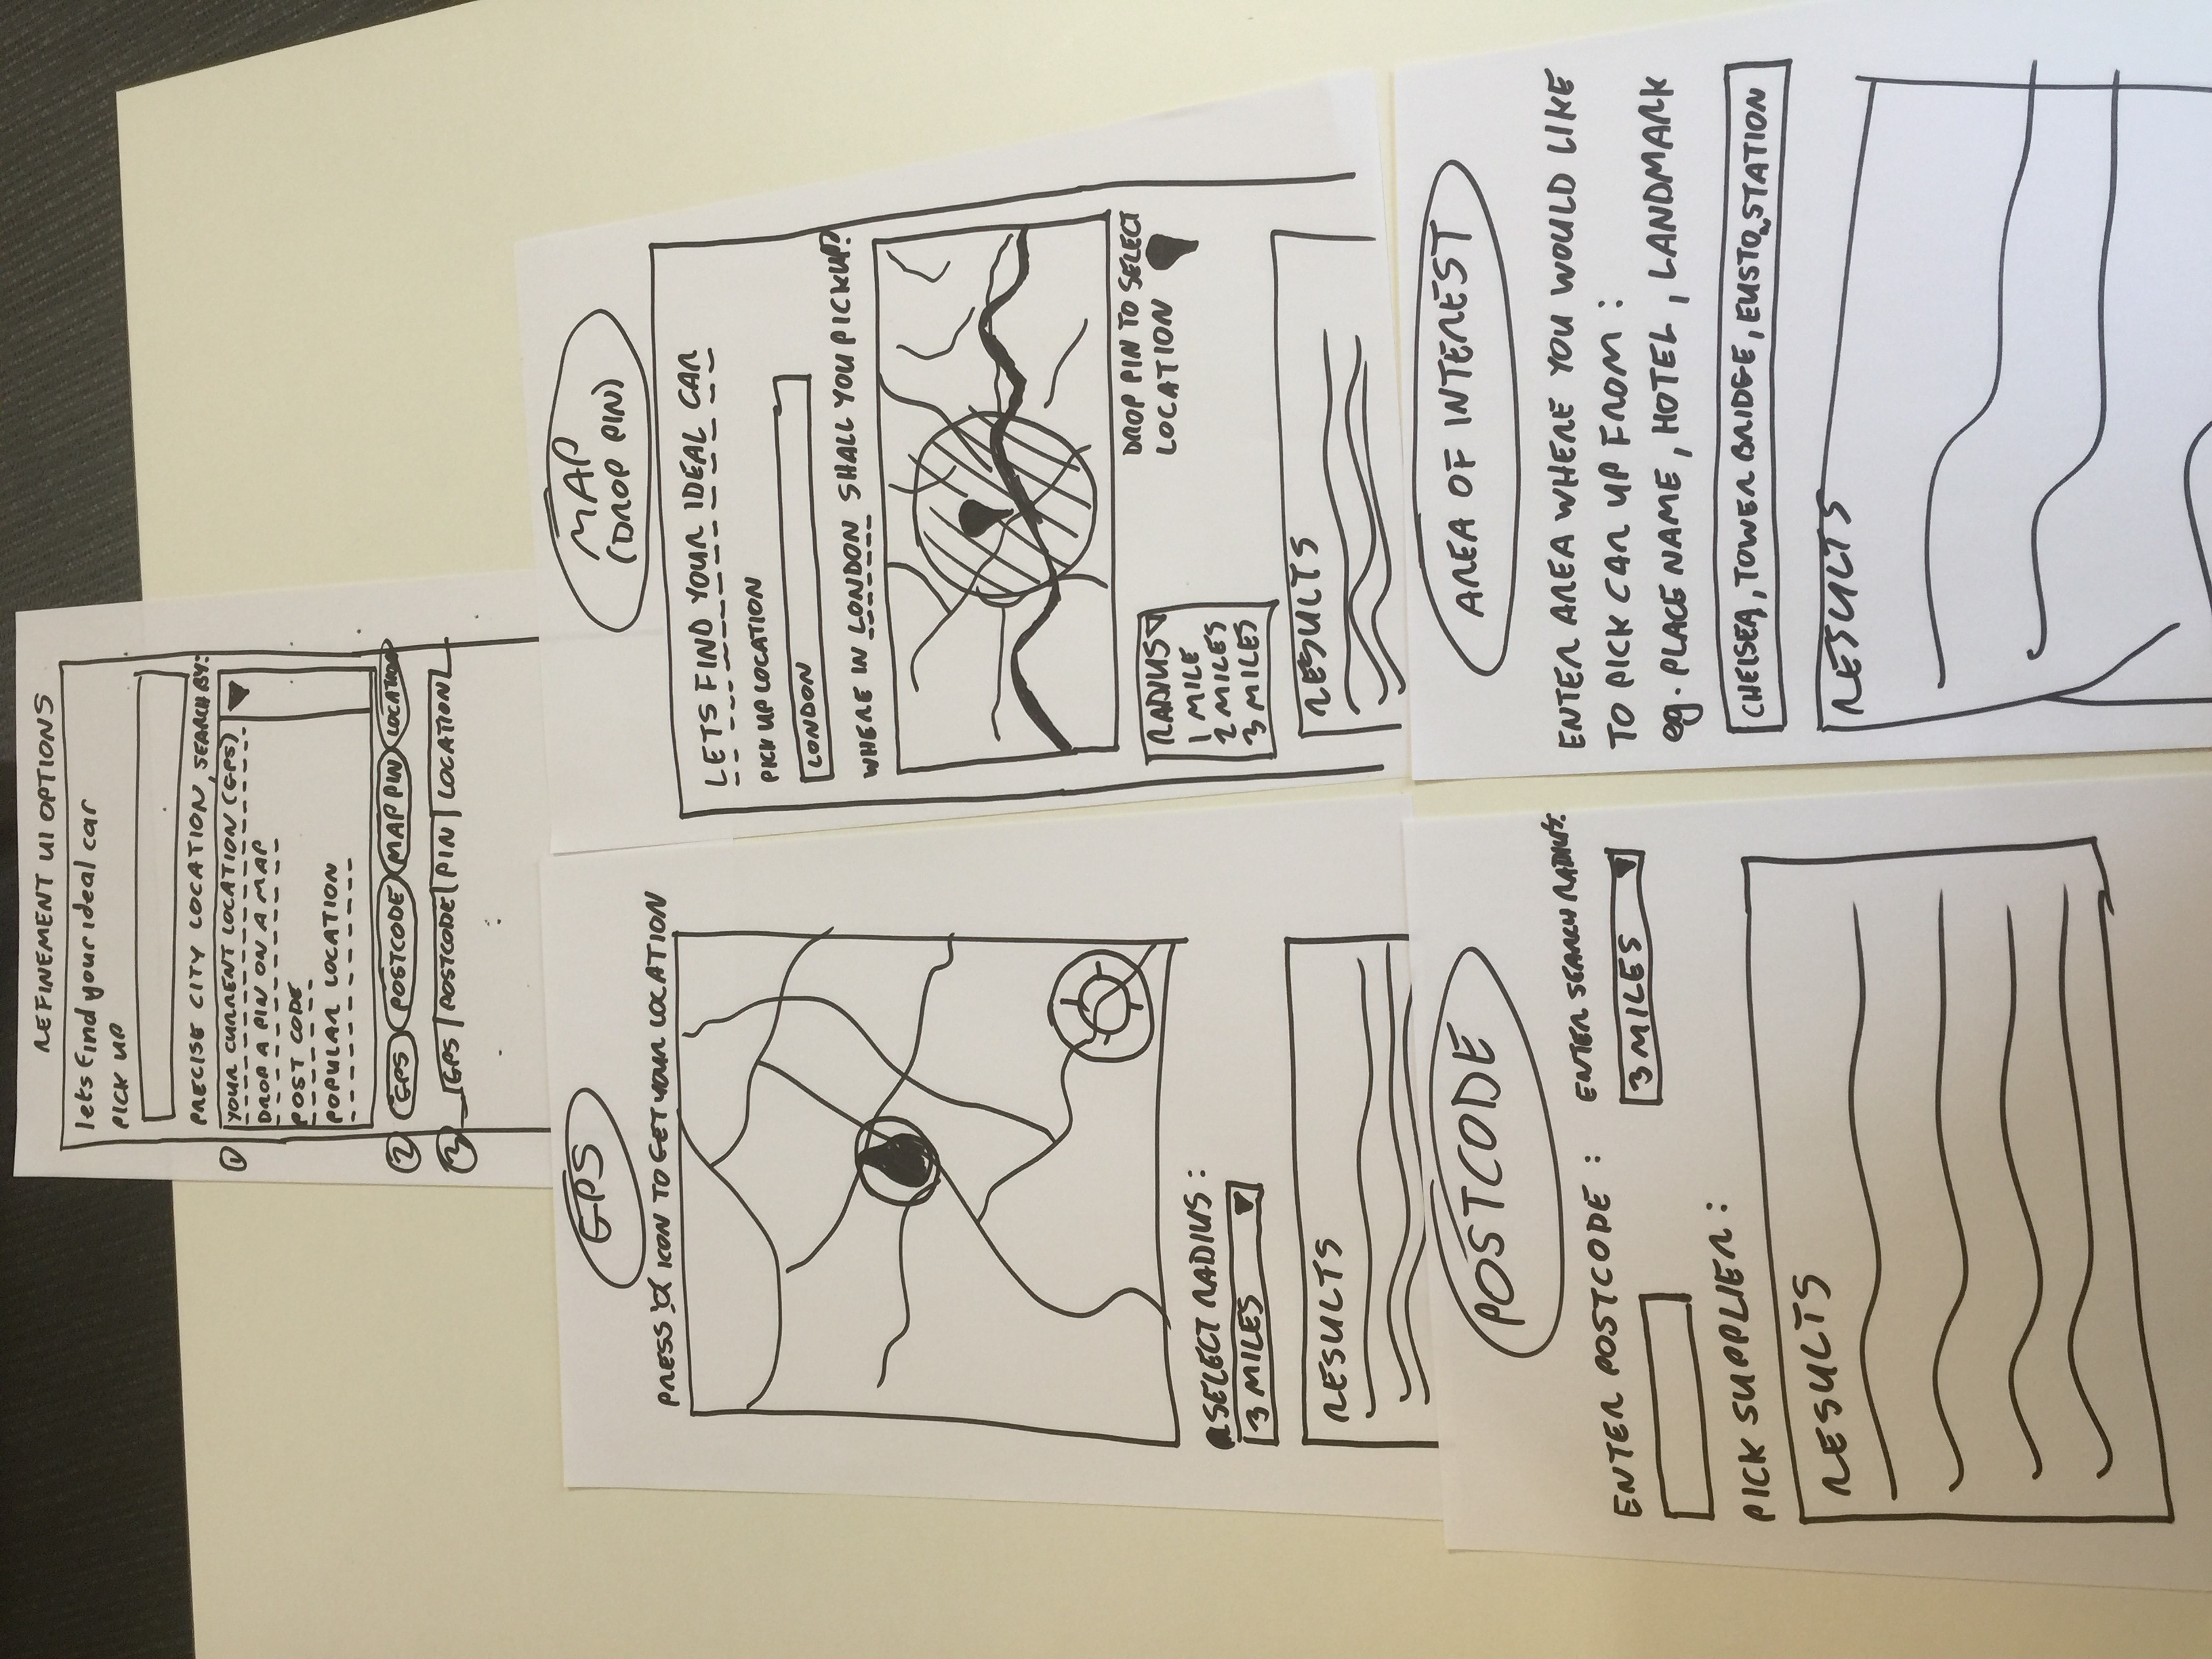 REFINEMENT UI OPTIONS
lets find your ideal car
PICK UP
PRECISE CITY LOCATION, SEARCH BY:
1 YOUR CURRENT LOCATION (GPS)
DROP A PIN ON A MAP
POST CODE
POPULAR LOCATION
2 GPS POSTCODE MAP PIN LOCATION
3 GPS POSTCODE PIN LOCATION
GPS
PRESS ICON TO GET YOUR LOCATION
SELECT RADIUS:
3 MILES
RESULTS
MAP
(DROP PIN)
LETS FIND YOUR IDEAL CAR
PICK UP LOCATION
LONDON
WHERE IN LONDON SHALL YOU PICKUP?
DROP PIN TO SELECT
LOCATION
RADIUS
1 MILE
2 MILES
3 MILES
RESULTS
POSTCODE
ENTER POSTCODE:
ENTER SEARCH RADIUS:
3 MILES
PICK SUPPLIER:
RESULTS
AREA OF INTEREST
ENTER AREA WHERE YOU WOULD LIKE
TO PICK CAR UP FROM:
eg. PLACE NAME, HOTEL, LANDMARK
CHELSEA, TOWER BRIDGE, EUSTON STATION
RESULTS